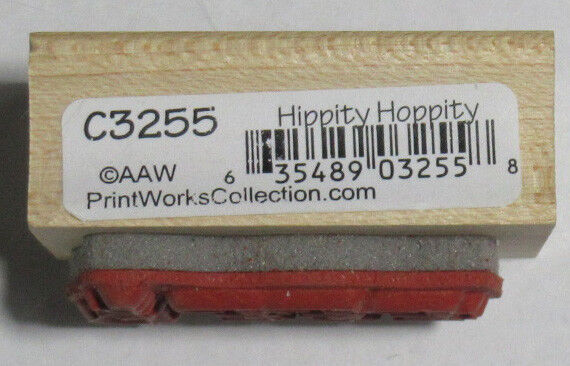 C3255
Hippity Hoppity
6 35489 03255 8
©AAW
PrintWorksCollection.com